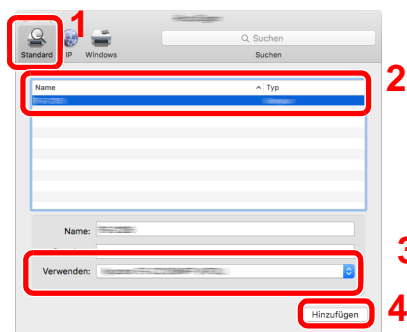 1
Suchen
Standard IP Windows Suchen
2
Name Typ
Name:
3
Verwenden:
Hinzufügen 4